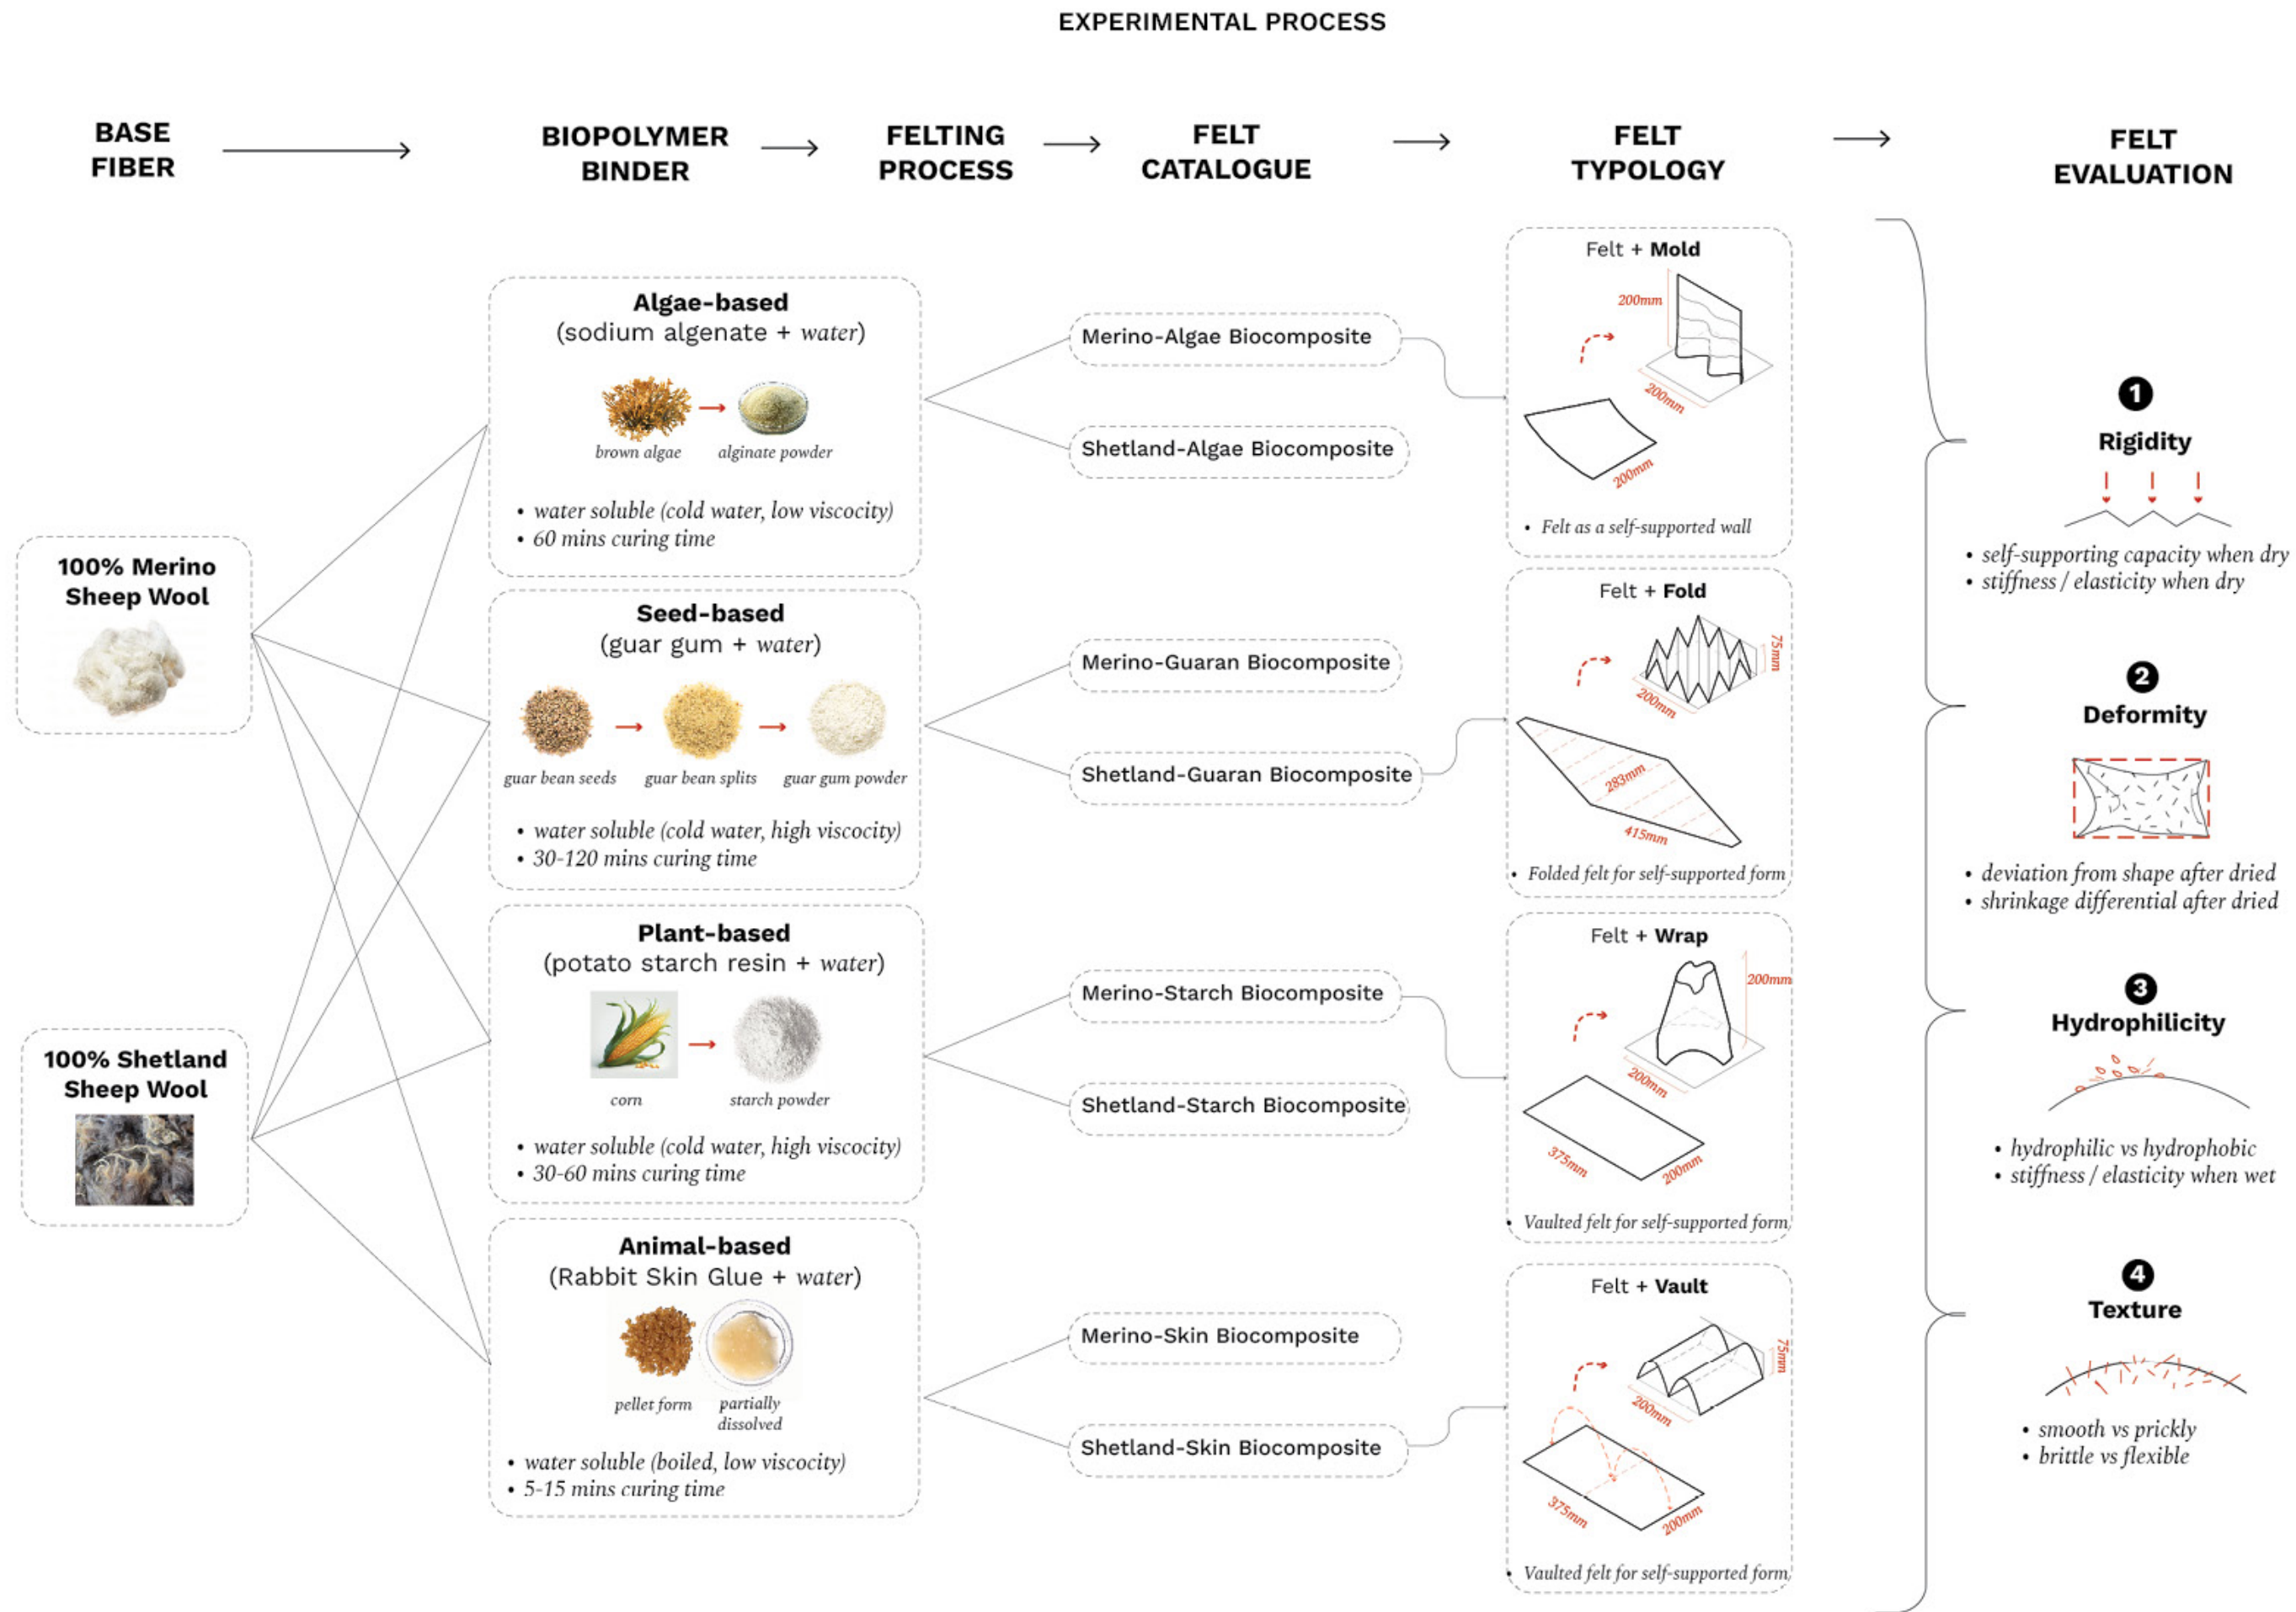 EXPERIMENTAL PROCESS
BASE
FIBER
BIOPOLYMER
BINDER
FELTING
PROCESS
FELT
CATALOGUE
FELT
TYPOLOGY
FELT
EVALUATION
100% Merino
Sheep Wool
100% Shetland
Sheep Wool
Algae-based
(sodium algenate + water)
brown algae
alginate powder
• water soluble (cold water, low viscocity)
• 60 mins curing time
Seed-based
(guar gum + water)
guar bean seeds
guar bean splits
guar gum powder
• water soluble (cold water, high viscocity)
• 30-120 mins curing time
Plant-based
(potato starch resin + water)
corn
starch powder
• water soluble (cold water, high viscocity)
• 30-60 mins curing time
Animal-based
(Rabbit Skin Glue + water)
pellet form
partially
dissolved
• water soluble (boiled, low viscocity)
• 5-15 mins curing time
Merino-Algae Biocomposite
Shetland-Algae Biocomposite
Merino-Guaran Biocomposite
Shetland-Guaran Biocomposite
Merino-Starch Biocomposite
Shetland-Starch Biocomposite
Merino-Skin Biocomposite
Shetland-Skin Biocomposite
Felt + Mold
200mm
200mm
200mm
• Felt as a self-supported wall
Felt + Fold
75mm
200mm
283mm
415mm
• Folded felt for self-supported form
Felt + Wrap
200mm
200mm
375mm
200mm
• Vaulted felt for self-supported form
Felt + Vault
75mm
200mm
375mm
200mm
• Vaulted felt for self-supported form
1
Rigidity
• self-supporting capacity when dry
• stiffness / elasticity when dry
2
Deformity
• deviation from shape after dried
• shrinkage differential after dried
3
Hydrophilicity
• hydrophilic vs hydrophobic
• stiffness / elasticity when wet
4
Texture
• smooth vs prickly
• brittle vs flexible